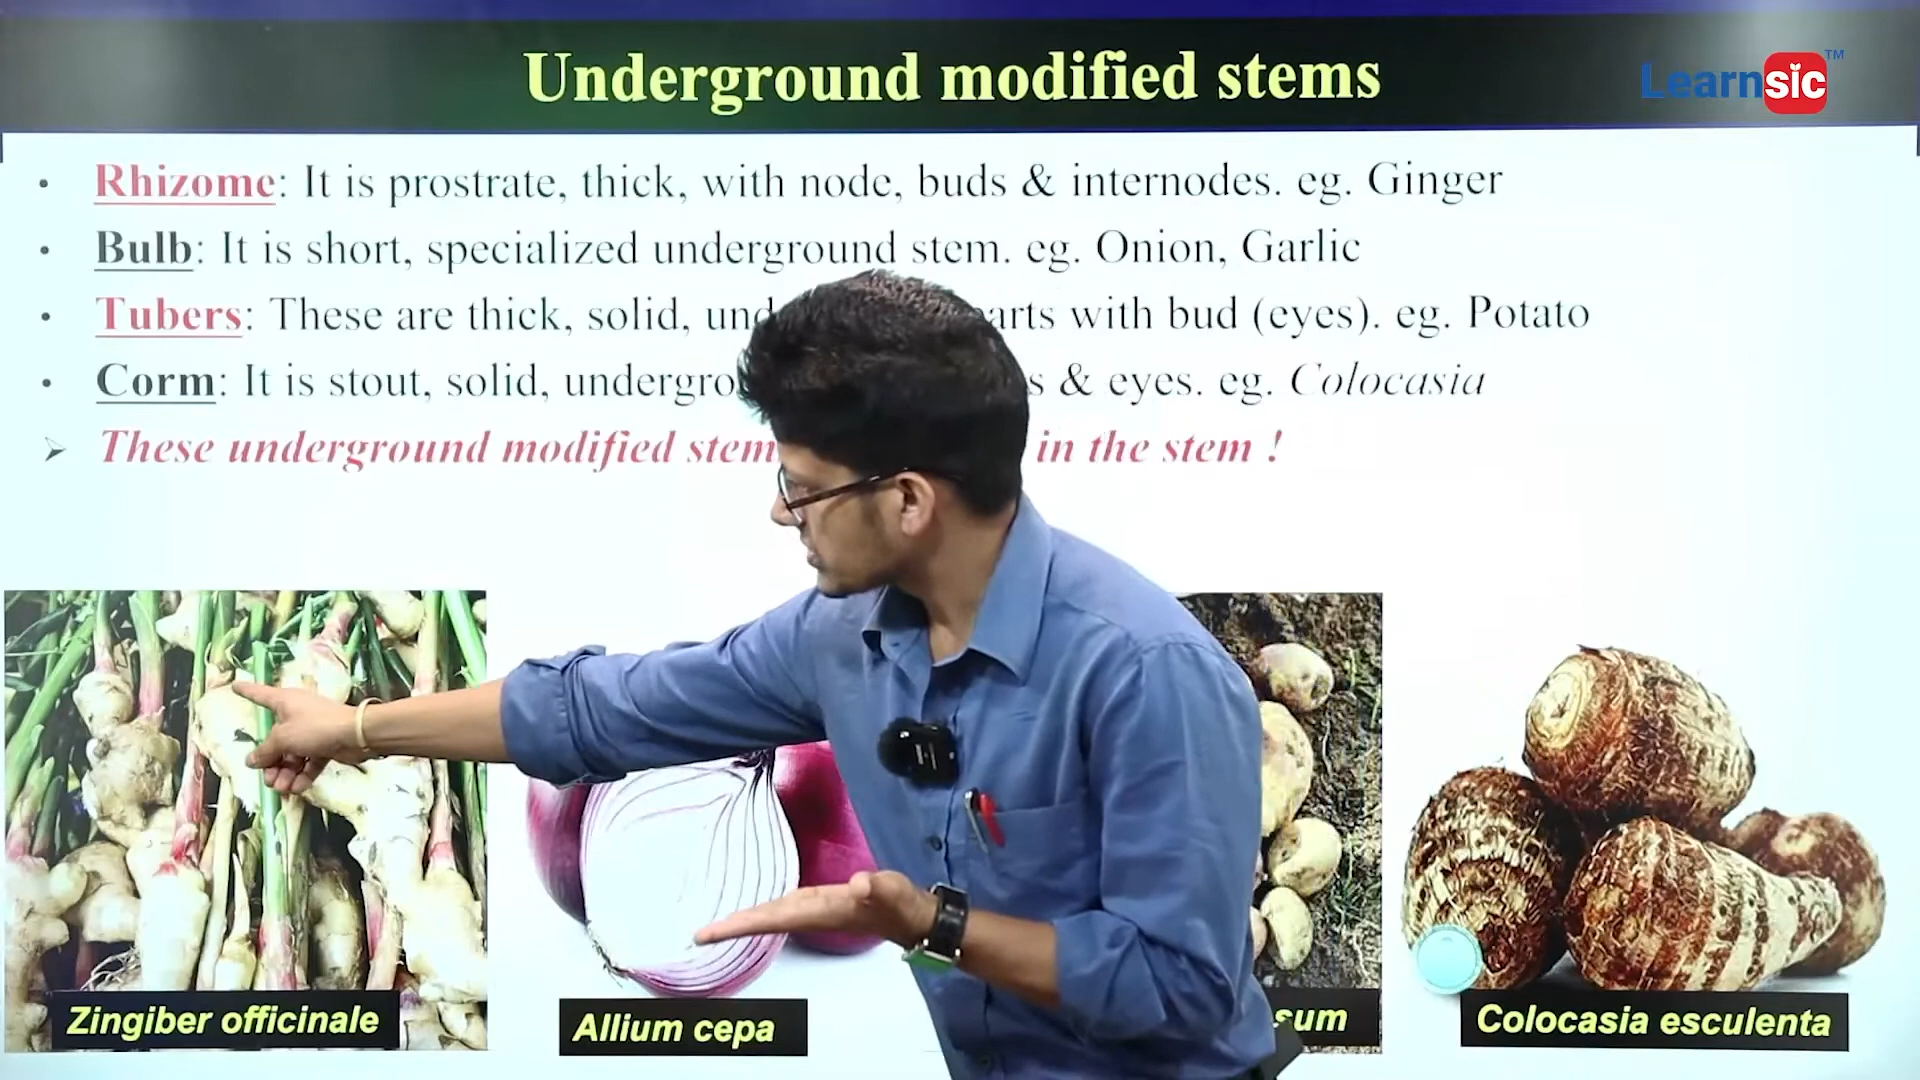 Underground modified stems
Learnsic™
• Rhizome: It is prostrate, thick, with node, buds & internodes. eg. Ginger
• Bulb: It is short, specialized underground stem. eg. Onion, Garlic
• Tubers: These are thick, solid, und arts with bud (eyes). eg. Potato
• Corm: It is stout, solid, undergro s & eyes. eg. Colocasia
➢ These underground modified stem in the stem !
Zingiber officinale
Allium cepa
sum
Colocasia esculenta